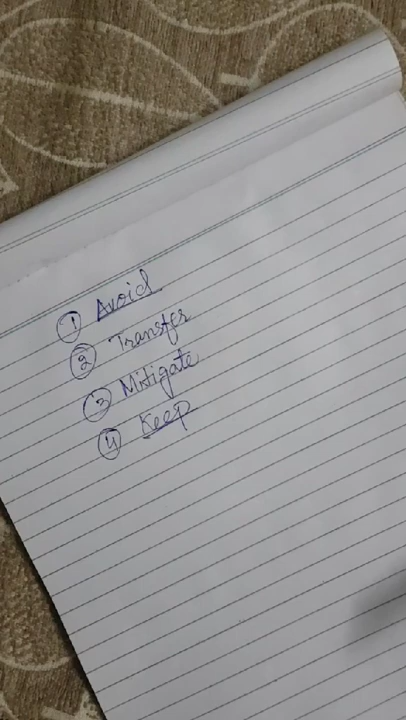 ① Avoid
② Transfer
③ Mitigate
④ Keep